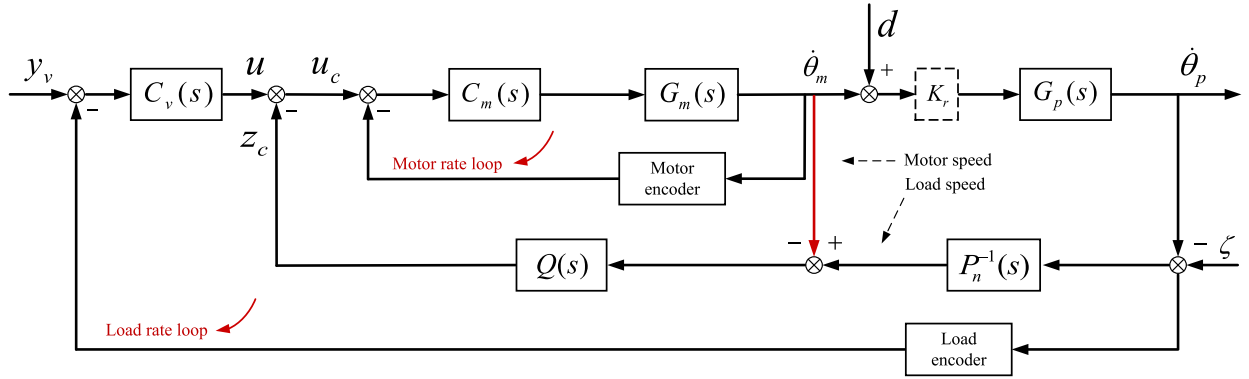 d
y_v
−
C_v(s)
u
−
u_c
−
C_m(s)
G_m(s)
θ̇_m
+
K_r
G_p(s)
θ̇_p
z_c
Motor rate loop
Motor
encoder
Motor speed
Load speed
Q(s)
−
+
P_n^{-1}(s)
−
ζ
Load rate loop
Load
encoder